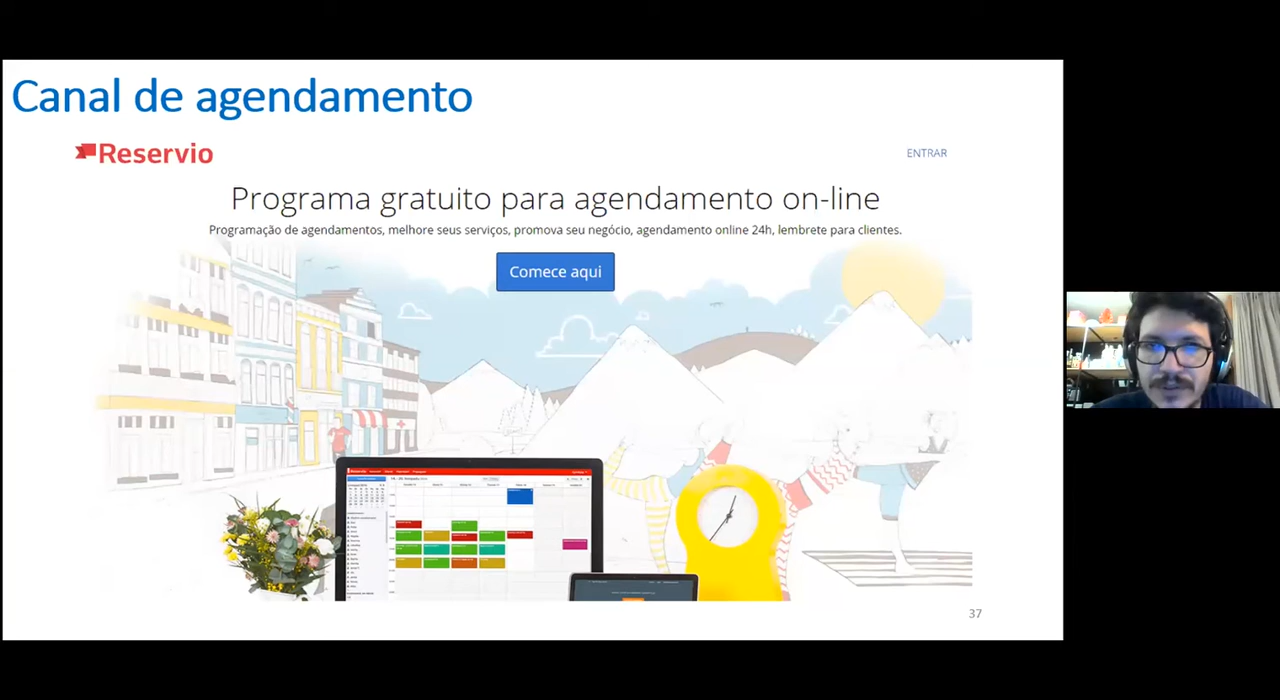 Canal de agendamento
Reservio
ENTRAR
Programa gratuito para agendamento on-line
Programação de agendamentos, melhore seus serviços, promova seu negócio, agendamento online 24h, lembrete para clientes.
Comece aqui
37